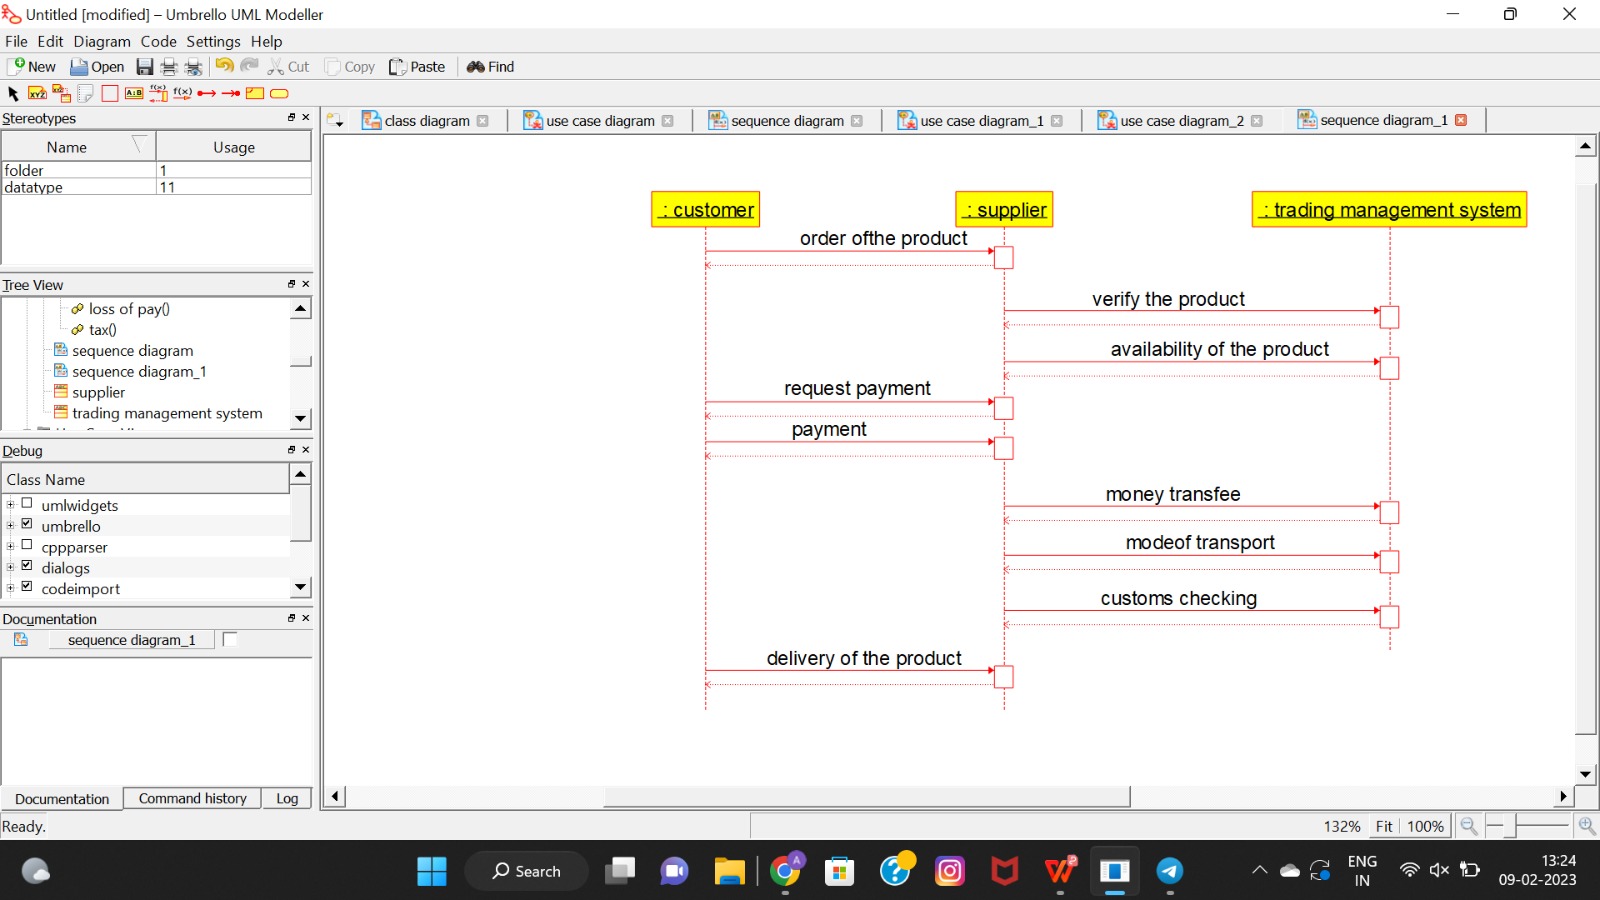 Untitled [modified] – Umbrello UML Modeller
File Edit Diagram Code Settings Help
New Open Cut Copy Paste Find
Stereotypes
Name Usage
folder 1
datatype 11
Tree View
loss of pay()
tax()
sequence diagram
sequence diagram_1
supplier
trading management system
Debug
Class Name
umlwidgets
umbrello
cppparser
dialogs
codeimport
Documentation
sequence diagram_1
Documentation Command history Log
Ready.
class diagram use case diagram sequence diagram use case diagram_1 use case diagram_2 sequence diagram_1
: customer : supplier : trading management system
order ofthe product
verify the product
availability of the product
request payment
payment
money transfee
modeof transport
customs checking
delivery of the product
132% Fit 100%
Search
ENG
IN
13:24
09-02-2023